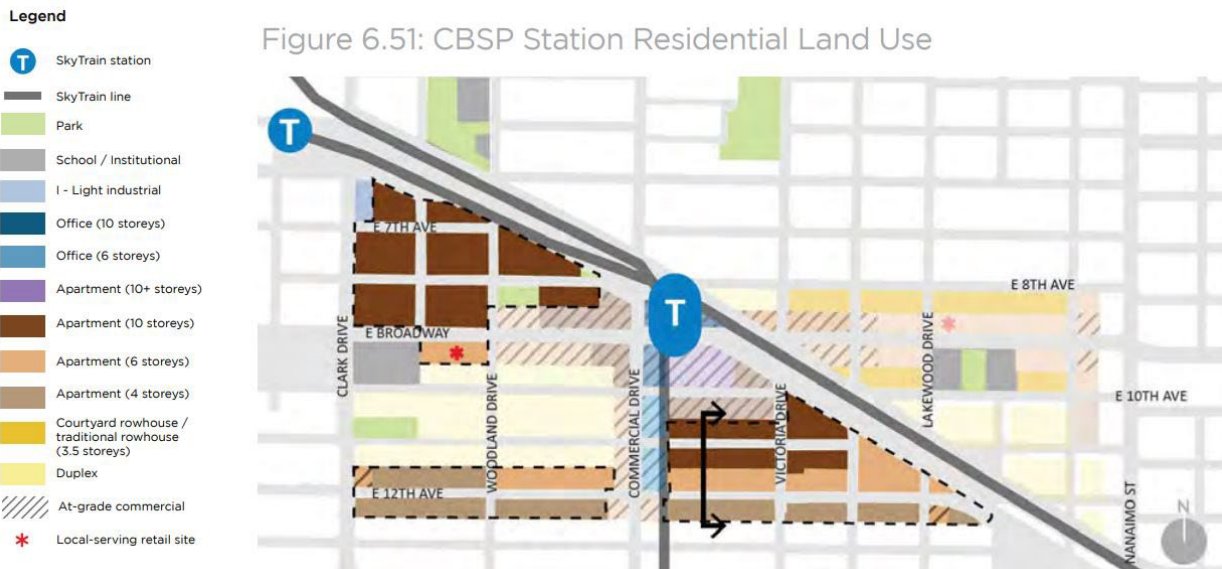 Legend
T
SkyTrain station
SkyTrain line
Park
School / Institutional
I - Light industrial
Office (10 storeys)
Office (6 storeys)
Apartment (10+ storeys)
Apartment (10 storeys)
Apartment (6 storeys)
Apartment (4 storeys)
Courtyard rowhouse /
traditional rowhouse
(3.5 storeys)
Duplex
At-grade commercial
Local-serving retail site
Figure 6.51: CBSP Station Residential Land Use
T
E 7TH AVE
E 8TH AVE
T
E BROADWAY
CLARK DRIVE
WOODLAND DRIVE
COMMERCIAL DRIVE
VICTORIA DRIVE
LAKEWOOD DRIVE
E 10TH AVE
E 12TH AVE
NANAIMO ST
N